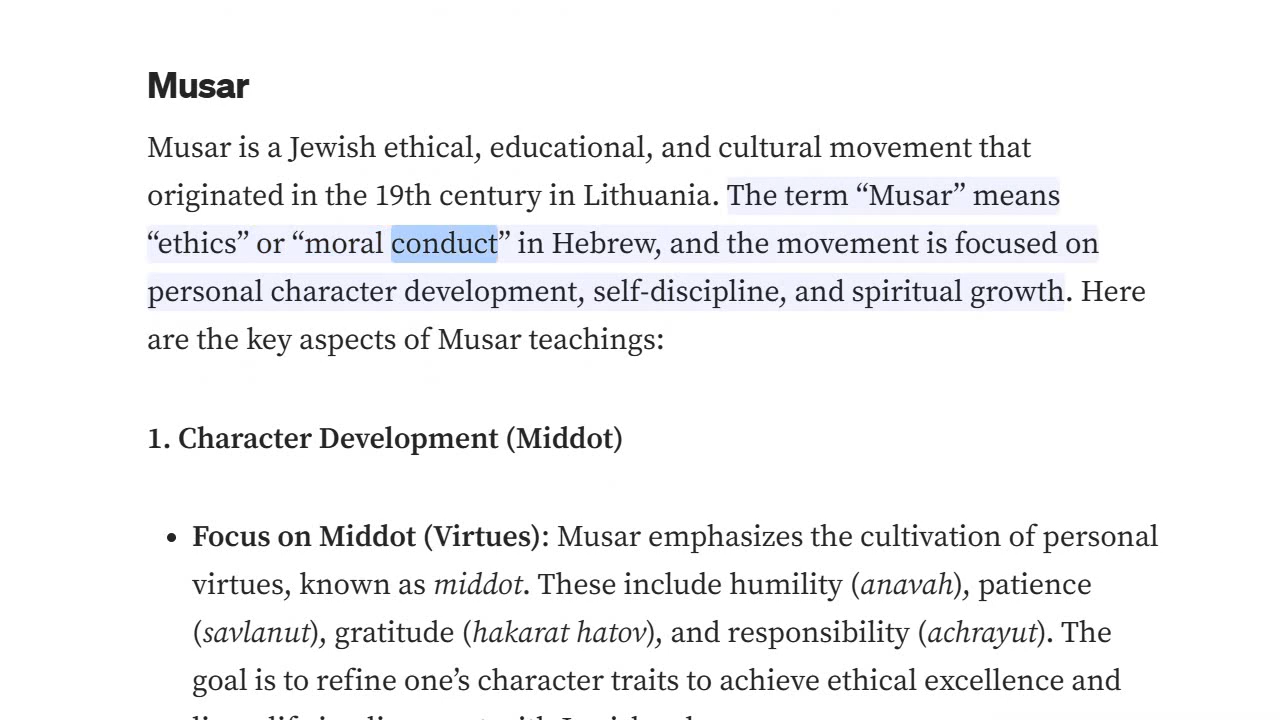 Musar
Musar is a Jewish ethical, educational, and cultural movement that
originated in the 19th century in Lithuania. The term “Musar” means
“ethics” or “moral conduct” in Hebrew, and the movement is focused on
personal character development, self-discipline, and spiritual growth. Here
are the key aspects of Musar teachings:
1. Character Development (Middot)
• Focus on Middot (Virtues): Musar emphasizes the cultivation of personal
virtues, known as middot. These include humility (anavah), patience
(savlanut), gratitude (hakarat hatov), and responsibility (achrayut). The
goal is to refine one’s character traits to achieve ethical excellence and